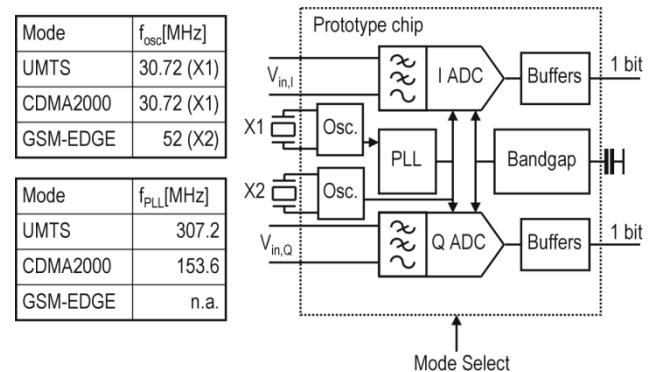 Mode fosc[MHz]
UMTS 30.72 (X1)
CDMA2000 30.72 (X1)
GSM-EDGE 52 (X2)
Mode fPLL[MHz]
UMTS 307.2
CDMA2000 153.6
GSM-EDGE n.a.
Prototype chip
Vin,I
I ADC
Buffers
1 bit
X1
Osc.
PLL
Bandgap
X2
Osc.
Vin,Q
Q ADC
Buffers
1 bit
Mode Select